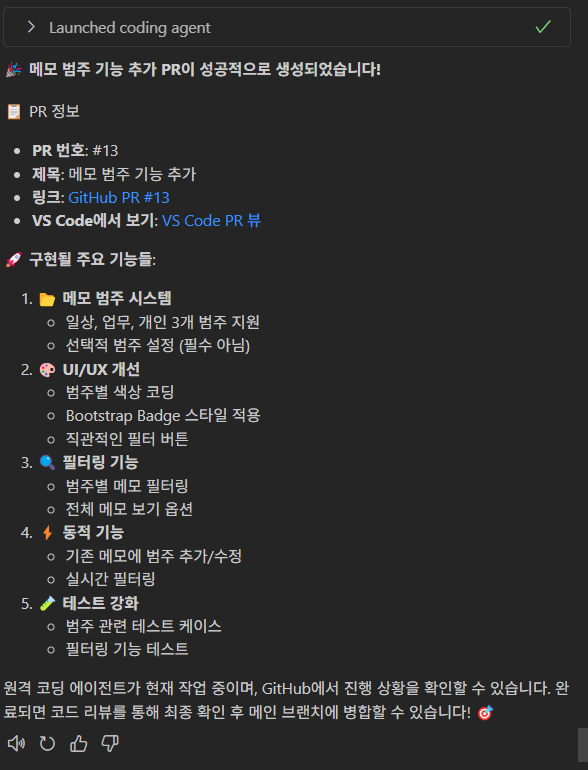 Launched coding agent
🎉 메모 범주 기능 추가 PR이 성공적으로 생성되었습니다!
📋 PR 정보
• PR 번호: #13
• 제목: 메모 범주 기능 추가
• 링크: GitHub PR #13
• VS Code에서 보기: VS Code PR 뷰
🚀 구현될 주요 기능들:
1. 📂 메모 범주 시스템
○ 일상, 업무, 개인 3개 범주 지원
○ 선택적 범주 설정 (필수 아님)
2. 🎨 UI/UX 개선
○ 범주별 색상 코딩
○ Bootstrap Badge 스타일 적용
○ 직관적인 필터 버튼
3. 🔍 필터링 기능
○ 범주별 메모 필터링
○ 전체 메모 보기 옵션
4. ⚡ 동적 기능
○ 기존 메모에 범주 추가/수정
○ 실시간 필터링
5. 🧪 테스트 강화
○ 범주 관련 테스트 케이스
○ 필터링 기능 테스트
원격 코딩 에이전트가 현재 작업 중이며, GitHub에서 진행 상황을 확인할 수 있습니다. 완
료되면 코드 리뷰를 통해 최종 확인 후 메인 브랜치에 병합할 수 있습니다! 🎯